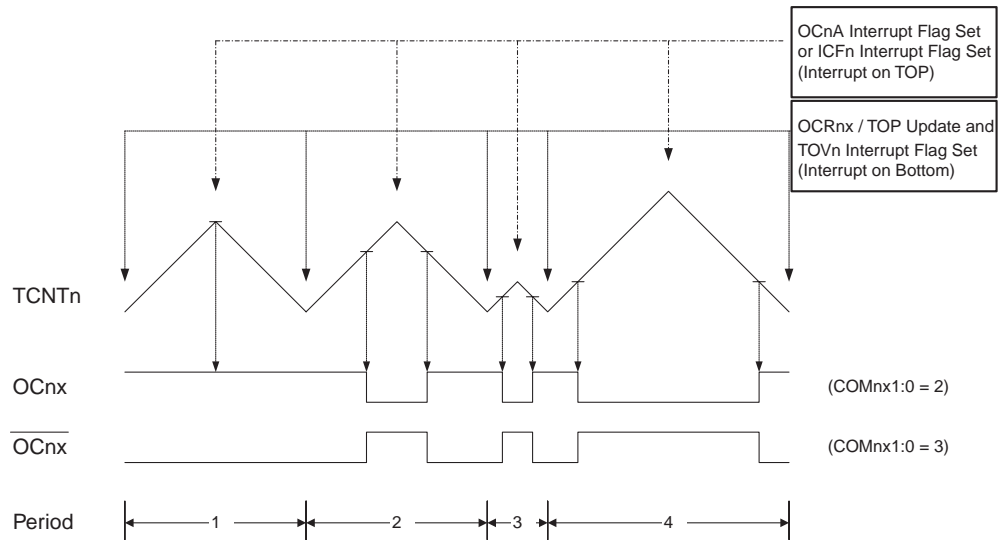 OCnA Interrupt Flag Set
or ICFn Interrupt Flag Set
(Interrupt on TOP)
OCRnx / TOP Update and
TOVn Interrupt Flag Set
(Interrupt on Bottom)
TCNTn
OCnx
(COMnx1:0 = 2)
OCnx
(COMnx1:0 = 3)
Period
1
2
3
4